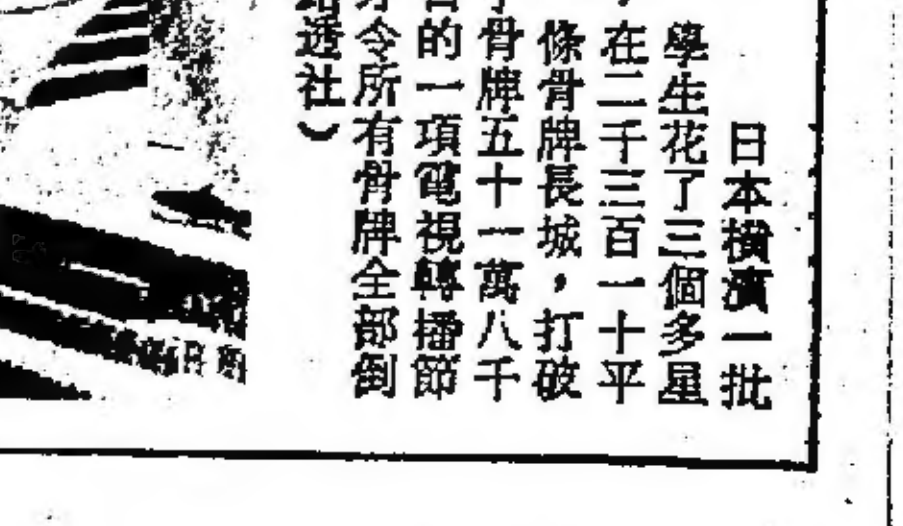 日本橫濱一批
學生花了三個多星
，在二千三百一十平
條骨牌長城，打破
骨牌五十一萬八千
的一項電視轉播節
令所有骨牌全部倒
透社）